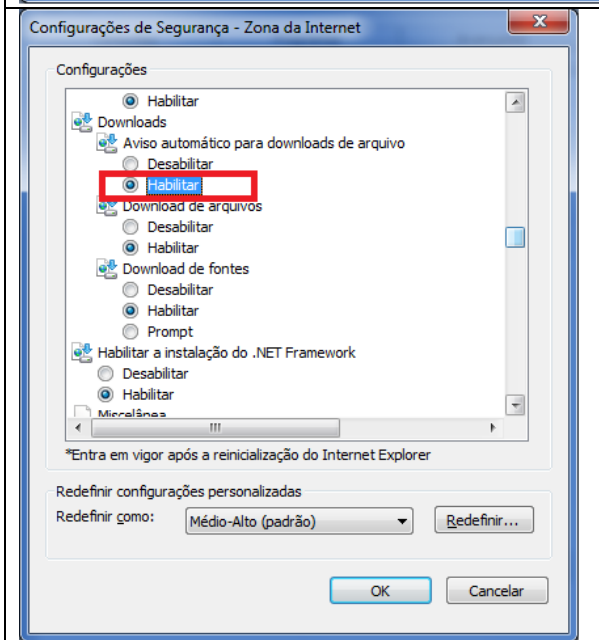 Configurações de Segurança - Zona da Internet
Configurações
Habilitar
Downloads
Aviso automático para downloads de arquivo
Desabilitar
Habilitar
Download de arquivos
Desabilitar
Habilitar
Download de fontes
Desabilitar
Habilitar
Prompt
Habilitar a instalação do .NET Framework
Desabilitar
Habilitar
Miscelânea
*Entra em vigor após a reinicialização do Internet Explorer
Redefinir configurações personalizadas
Redefinir como: Médio-Alto (padrão) Redefinir...
OK Cancelar